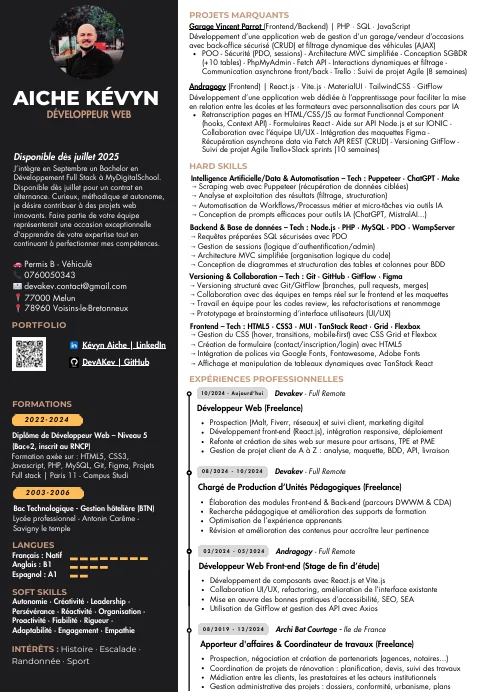 AICHE KÉVYN
DÉVELOPPEUR WEB
Disponible dès juillet 2025
J'intègre en Septembre un Bachelor en
Développement Full Stack à MyDigitalSchool.
Disponible dès juillet pour un contrat en
alternance. Curieux, méthodique et autonome,
je désire contribuer à des projets web
innovants. Faire partie de votre équipe
représenterait une occasion exceptionnelle
d'apprendre de votre expertise tout en
continuant à perfectionner mes compétences.
Permis B - Véhiculé
0760050343
devakev.contact@gmail.com
77000 Melun
78960 Voisins-le-Bretonneux
PORTFOLIO
Kévyn Aiche | LinkedIn
DevAKev | GitHub
FORMATIONS
2022-2024
Diplôme de Développeur Web – Niveau 5
(Bac+2, inscrit au RNCP)
Formation axée sur : HTML5, CSS3,
Javascript, PHP, MySQL, Git, Figma, Projets
Full stack | Paris 11 - Campus Studi
2003-2006
Bac Technologique - Gestion hôtelière (BTN)
Lycée professionnel - Antonin Carême -
Savigny le temple
LANGUES
Français : Natif
Anglais : B1
Espagnol : A1
SOFT SKILLS
Autonomie - Créativité - Leadership -
Persévérance - Réactivité - Organisation -
Proactivité - Fiabilité - Rigueur -
Adaptabilité - Engagement - Empathie
INTÉRÊTS : Histoire - Escalade -
Randonnée - Sport
PROJETS MARQUANTS
Garage Vincent Parrot (Frontend/Backend) | PHP · SQL · JavaScript
Développement d'une application web de gestion d'un garage/vendeur d'occasions
avec back-office sécurisé (CRUD) et filtrage dynamique des véhicules (AJAX)
• POO - Sécurité (PDO, sessions) - Architecture MVC simplifiée - Conception SGBDR
(+10 tables) - PhpMyAdmin - Fetch API - Interactions dynamiques et filtrage -
Communication asynchrone front/back - Trello : Suivi de projet Agile (8 semaines)
Andragogy (Frontend) | React.js · Vite.js · MaterialUI · TailwindCSS · GitFlow
Développement d'une application web dédiée à l'apprentissage pour faciliter la mise
en relation entre les écoles et les formateurs avec personnalisation des cours par IA
• Retranscription pages en HTML/CSS/JS au format Functionnal Component
(hooks, Context API) - Formulaires React - Aide sur API Node.js et sur IONIC -
Collaboration avec l'équipe UI/UX - Intégration des maquettes Figma -
Récupération asynchrone data via Fetch API REST (CRUD) - Versioning GitFlow -
Suivi de projet Agile Trello+Slack sprints (10 semaines)
HARD SKILLS
Intelligence Artificielle/Data & Automatisation – Tech : Puppeteer · ChatGPT · Make
→ Scraping web avec Puppeteer (récupération de données ciblées)
→ Analyse et exploitation des résultats (filtrage, structuration)
→ Automatisation de Workflows/Processus métier et micro-tâches via outils IA
→ Conception de prompts efficaces pour outils IA (ChatGPT, MistralAI...)
Backend & Base de données – Tech : Node.js · PHP · MySQL · PDO · WampServer
→ Requêtes préparées SQL sécurisées avec PDO
→ Gestion de sessions (logique d'authentification/admin)
→ Architecture MVC simplifiée (organisation logique du code)
→ Conception de diagrammes et structuration des tables et colonnes pour BDD
Versioning & Collaboration – Tech : Git · GitHub · GitFlow · Figma
→ Versioning structuré avec Git/GitFlow (branches, pull requests, merges)
→ Collaboration avec des équipes en temps réel sur le frontend et les maquettes
→ Travail en équipe pour les code review, les refactorisations et renommage
→ Prototypage et brainstorming d'interface utilisateurs (UI/UX)
Frontend – Tech : HTML5 · CSS3 · MUI · TanStack React · Grid · Flexbox
→ Gestion du CSS (hover, transitions, mobile-first) avec CSS Grid et Flexbox
→ Création de formulaire (contact/inscription/login) avec HTML5
→ Intégration de polices via Google Fonts, Fontawesome, Adobe Fonts
→ Affichage et manipulation de tableaux dynamiques avec TanStack React
EXPÉRIENCES PROFESSIONNELLES
10/2024 - Aujourd'hui Devakev - Full Remote
Développeur Web (Freelance)
• Prospection (Malt, Fiverr, réseaux) et suivi client, marketing digital
• Développement front-end (React.js), intégration responsive, déploiement
• Refonte et création de sites web sur mesure pour artisans, TPE et PME
• Gestion de projet client de A à Z : analyse, maquette, BDD, API, livraison
08/2024 - 10/2024 Devakev - Full Remote
Chargé de Production d'Unités Pédagogiques (Freelance)
• Élaboration des modules Front-end & Back-end (parcours DWWM & CDA)
• Recherche pédagogique et amélioration des supports de formation
• Optimisation de l'expérience apprenants
• Révision et amélioration des contenus pour accroître leur pertinence
02/2024 - 05/2024 Andragogy - Full Remote
Développeur Web Front-end (Stage de fin d'étude)
• Développement de composants avec React.js et Vite.js
• Collaboration UI/UX, refactoring, amélioration de l'interface existante
• Mise en œuvre des bonnes pratiques d'accessibilité, SEO, SEA
• Utilisation de GitFlow et gestion des API avec Axios
08/2019 - 12/2024 Archi Bat Courtage - Ile de France
Apporteur d'affaires & Coordinateur de travaux (Freelance)
• Prospection, négociation et création de partenariats (agences, notaires...)
• Coordination de projets de rénovation : planification, devis, suivi des travaux
• Médiation entre les clients, les prestataires et les acteurs institutionnels
• Gestion administrative des projets : dossiers, conformité, urbanisme, plans